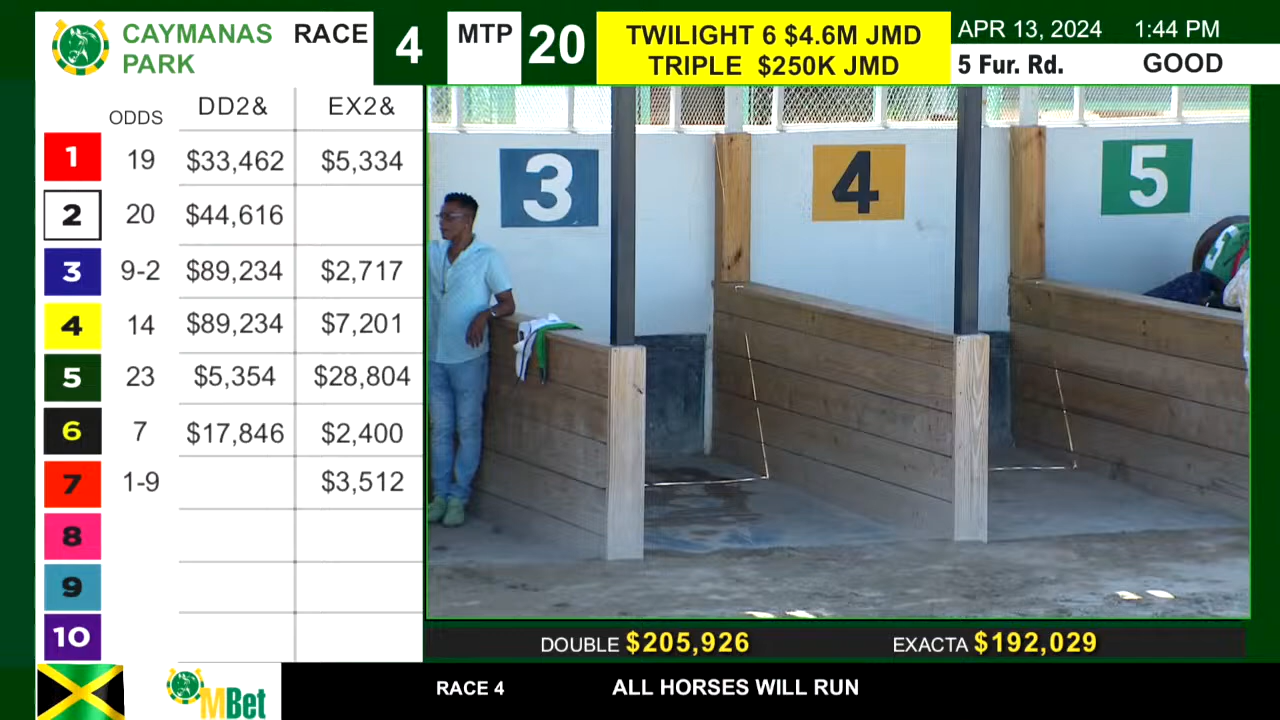 CAYMANAS PARK
RACE 4
MTP 20
TWILIGHT 6 $4.6M JMD
TRIPLE $250K JMD
APR 13, 2024 1:44 PM
5 Fur. Rd. GOOD
ODDS DD2& EX2&
1 19 $33,462 $5,334
2 20 $44,616
3 9-2 $89,234 $2,717
4 14 $89,234 $7,201
5 23 $5,354 $28,804
6 7 $17,846 $2,400
7 1-9 $3,512
8
9
10
3 4 5
DOUBLE $205,926 EXACTA $192,029
MBet
RACE 4 ALL HORSES WILL RUN